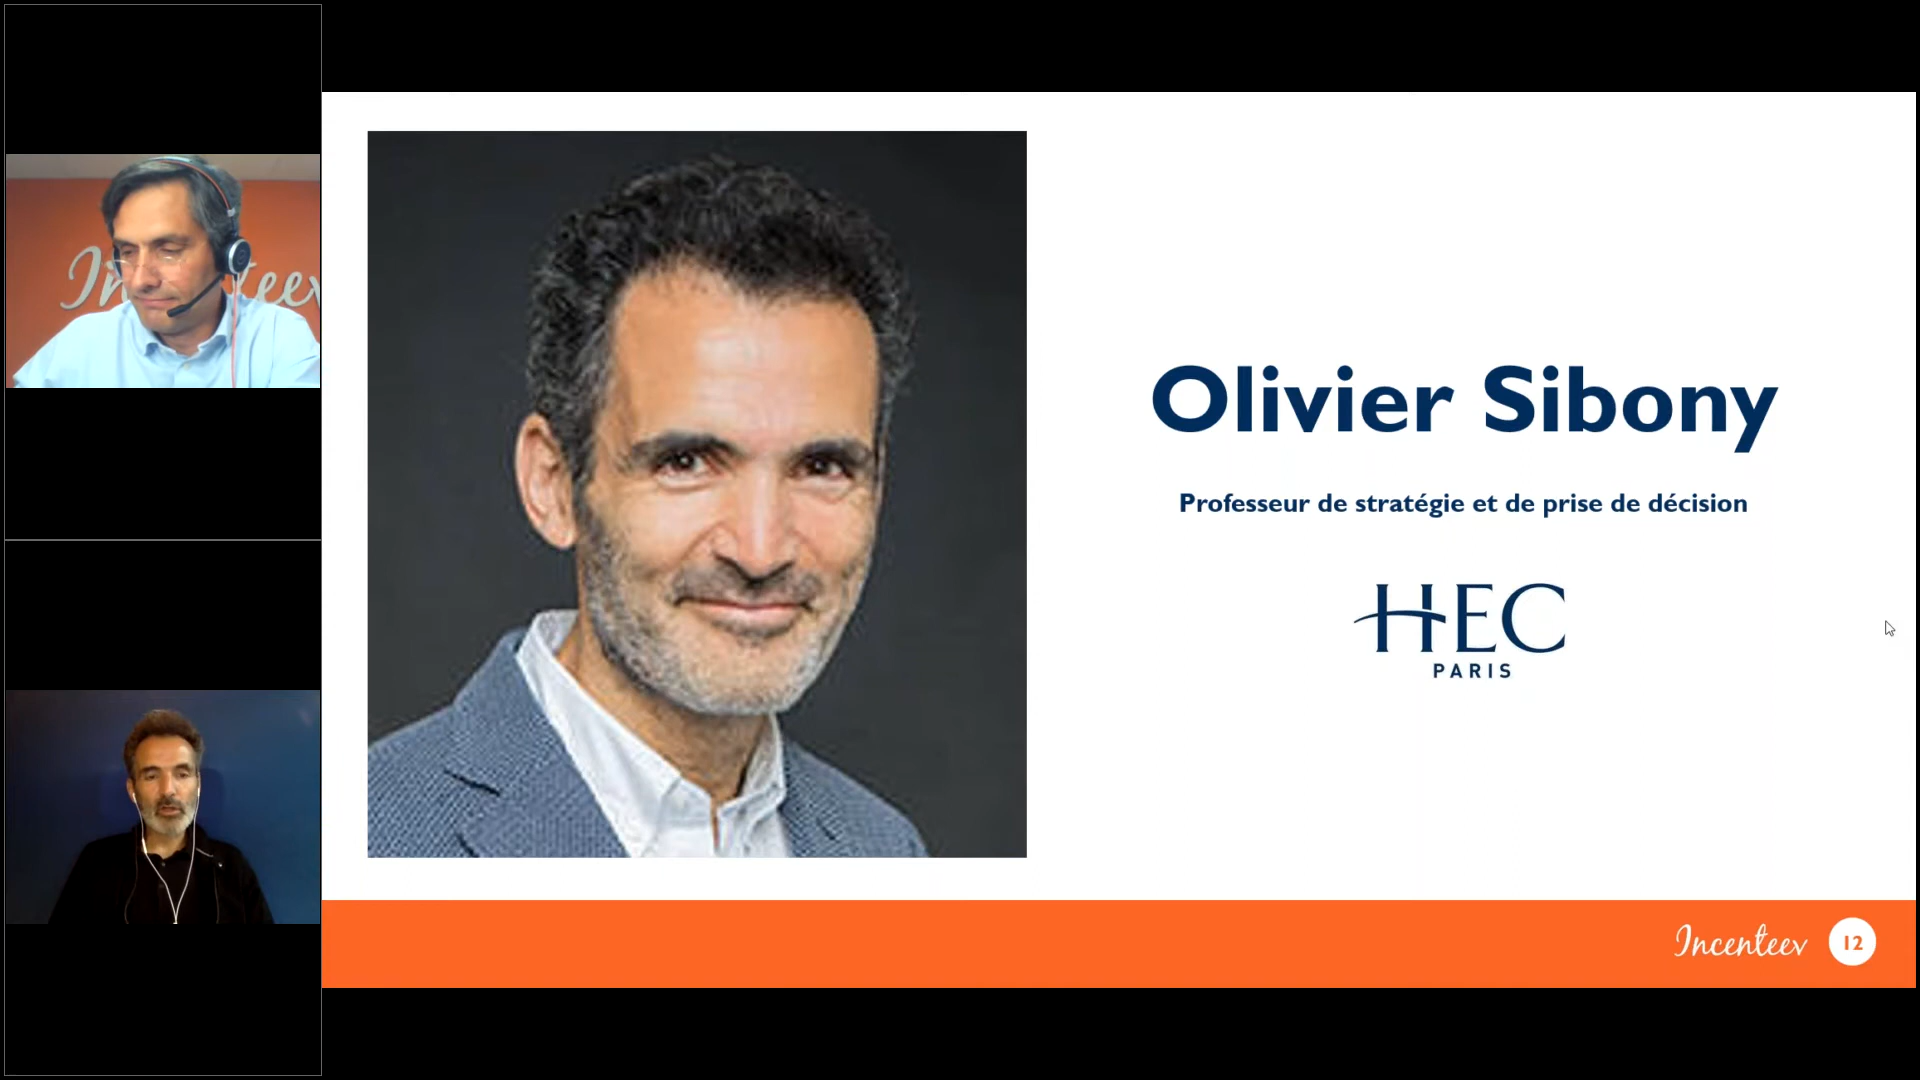 Olivier Sibony
Professeur de stratégie et de prise de décision
HEC
PARIS
Incenteev
12